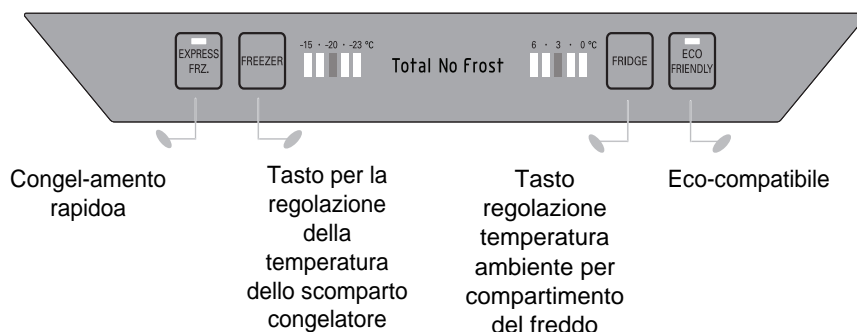 EXPRESS
FRZ.
FREEZER
-15 · -20 · -23 ℃
Total No Frost
6 · 3 · 0 ℃
FRIDGE
ECO
FRIENDLY
Congel-amento
rapidoa
Tasto per la
regolazione
della
temperatura
dello scomparto
congelatore
Tasto
regolazione
temperatura
ambiente per
compartimento
del freddo
Eco-compatibile